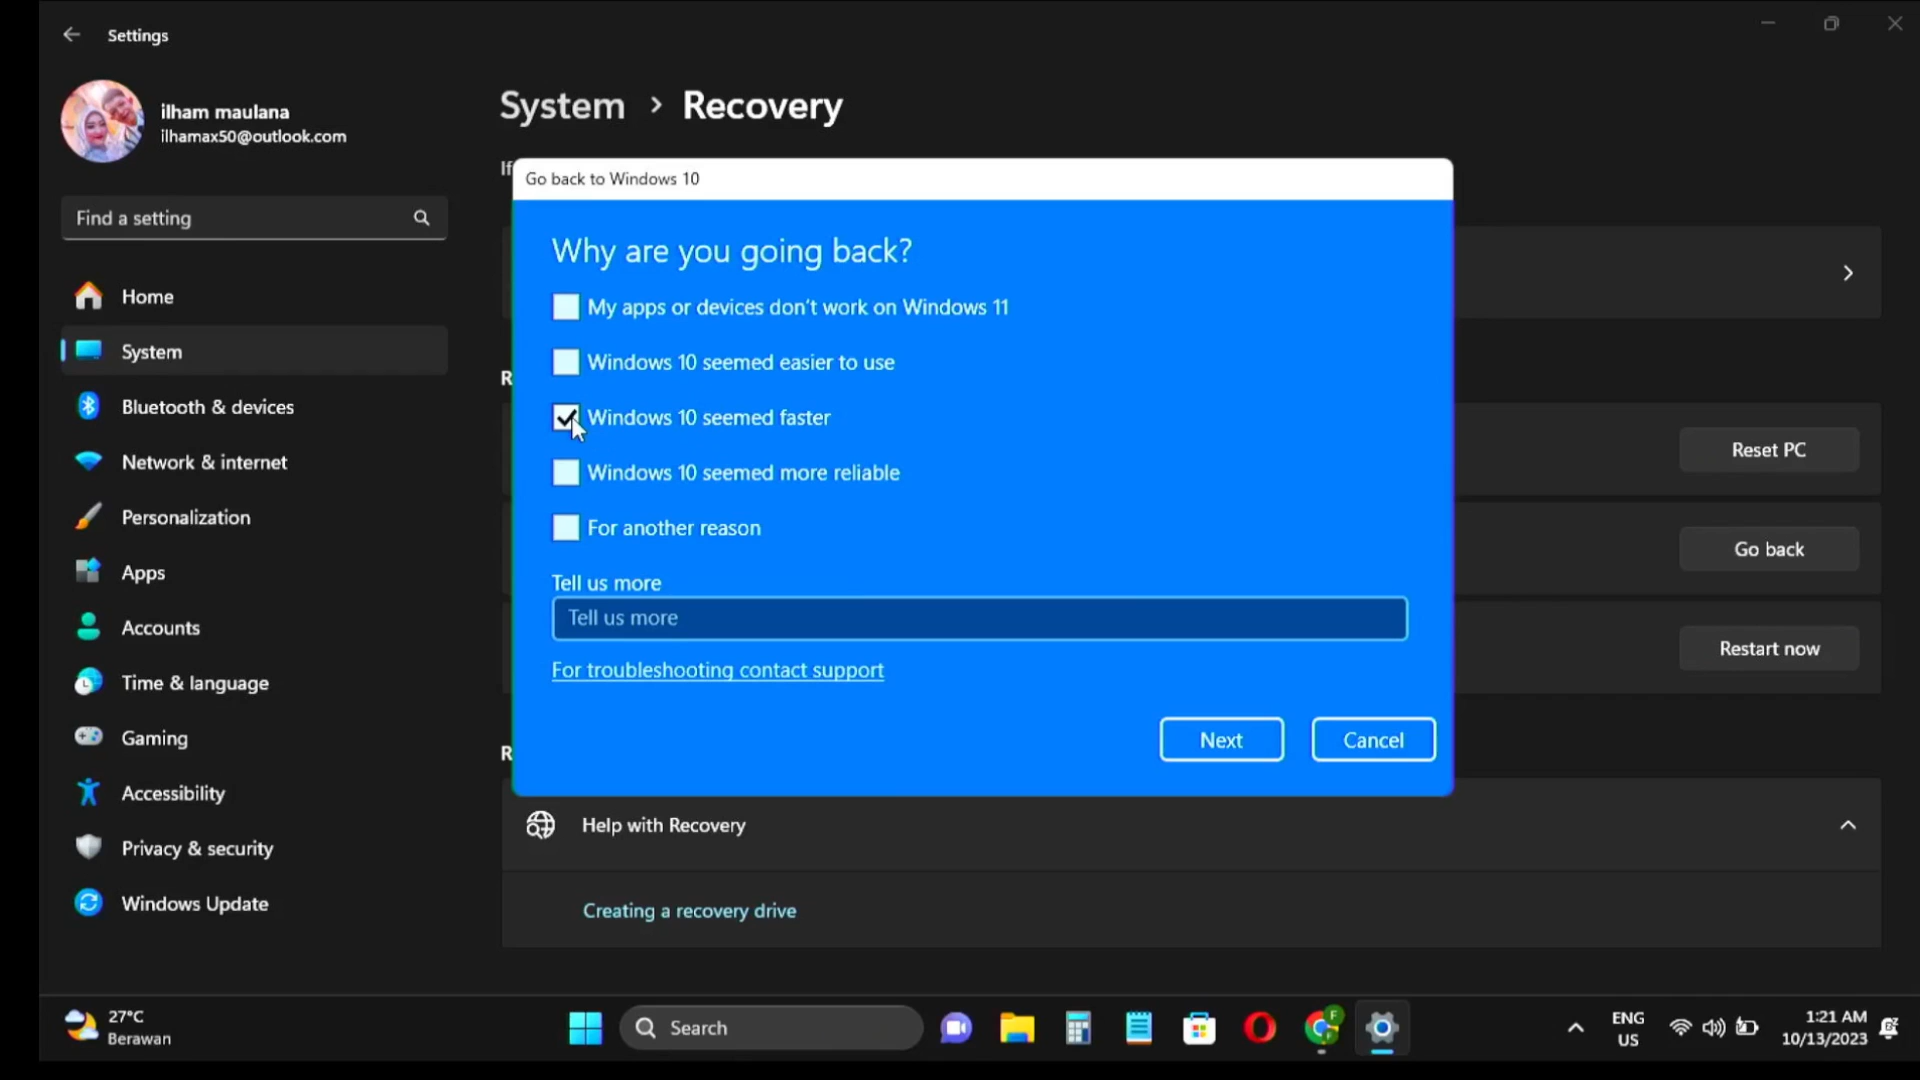 Settings
ilham maulana
ilhamax50@outlook.com
Find a setting
Home
System
Bluetooth & devices
Network & internet
Personalization
Apps
Accounts
Time & language
Gaming
Accessibility
Privacy & security
Windows Update
System > Recovery
If
Go back to Windows 10
Why are you going back?
My apps or devices don't work on Windows 11
Windows 10 seemed easier to use
R
Windows 10 seemed faster
Windows 10 seemed more reliable
For another reason
Tell us more
Tell us more
For troubleshooting contact support
Next
Cancel
Reset PC
Go back
Restart now
R
Help with Recovery
Creating a recovery drive
27°C
Berawan
Search
F
ENG
US
1:21 AM
10/13/2023